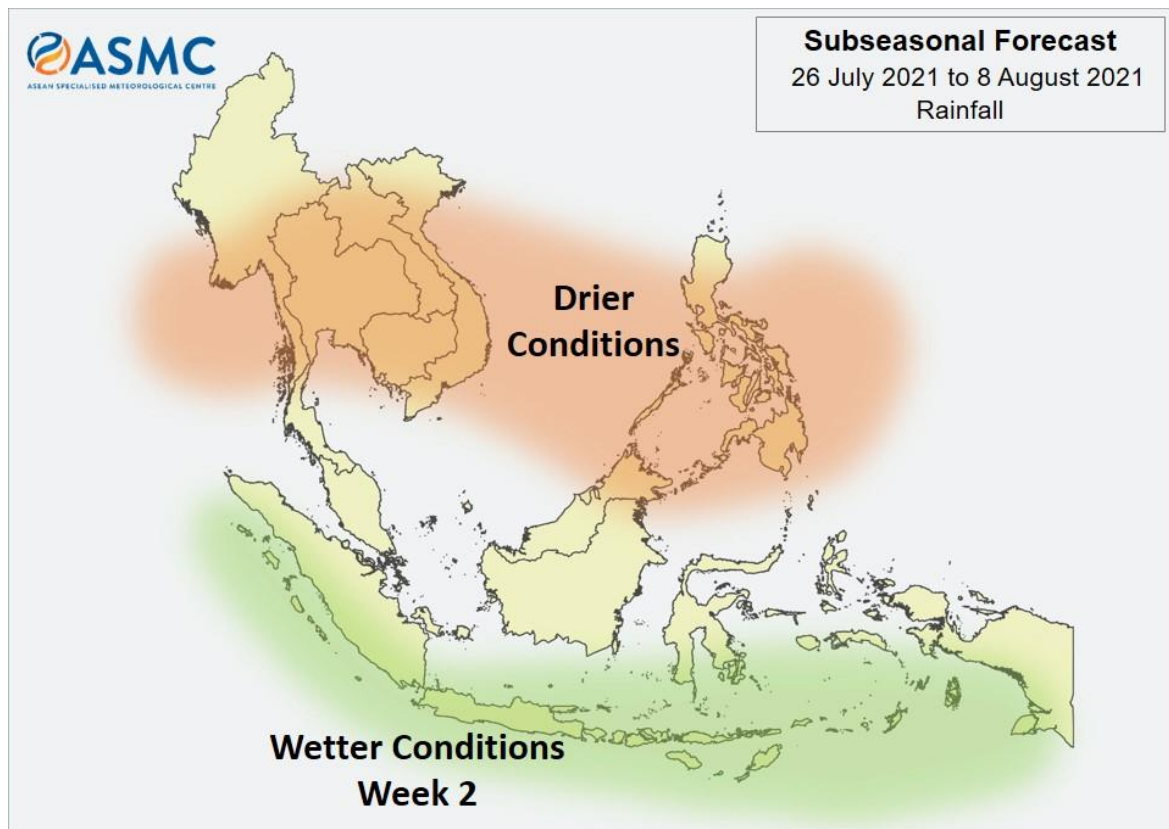 ASMC
ASEAN SPECIALISED METEOROLOGICAL CENTRE
Subseasonal Forecast
26 July 2021 to 8 August 2021
Rainfall
Drier
Conditions
Wetter Conditions
Week 2